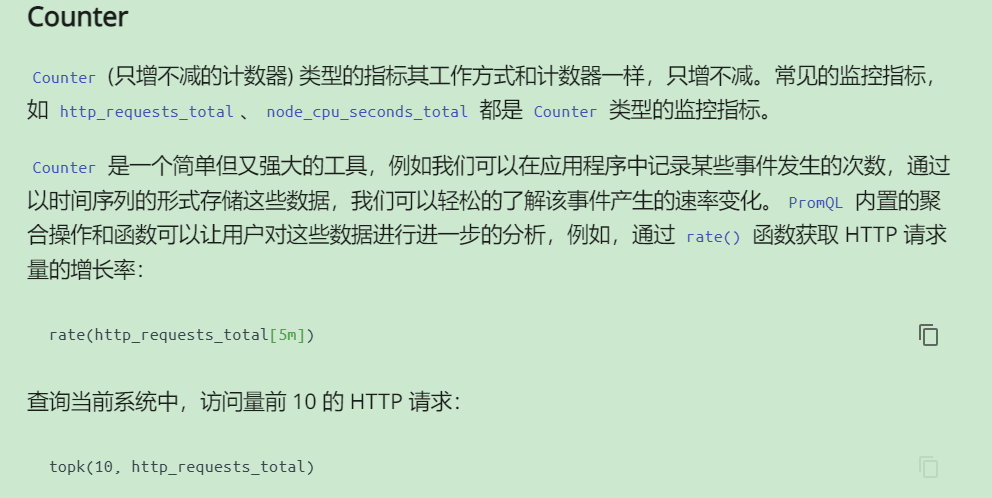 Counter
Counter (只增不减的计数器) 类型的指标其工作方式和计数器一样，只增不减。常见的监控指标，
如 http_requests_total 、 node_cpu_seconds_total 都是 Counter 类型的监控指标。
Counter 是一个简单但又强大的工具，例如我们可以在应用程序中记录某些事件发生的次数，通过
以时间序列的形式存储这些数据，我们可以轻松的了解该事件产生的速率变化。 PromQL 内置的聚
合操作和函数可以让用户对这些数据进行进一步的分析，例如，通过 rate() 函数获取 HTTP 请求
量的增长率：
rate(http_requests_total[5m])
查询当前系统中，访问量前 10 的 HTTP 请求：
topk(10, http_requests_total)